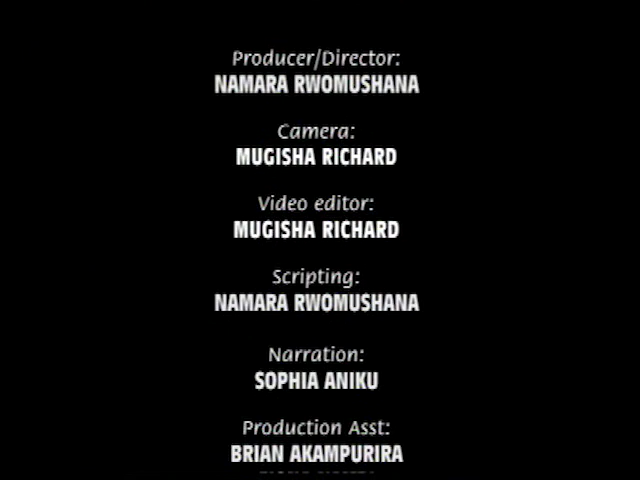 Producer/Director:
NAMARA RWOMUSHANA
Camera:
MUGISHA RICHARD
Video editor:
MUGISHA RICHARD
Scripting:
NAMARA RWOMUSHANA
Narration:
SOPHIA ANIKU
Production Asst:
BRIAN AKAMPURIRA